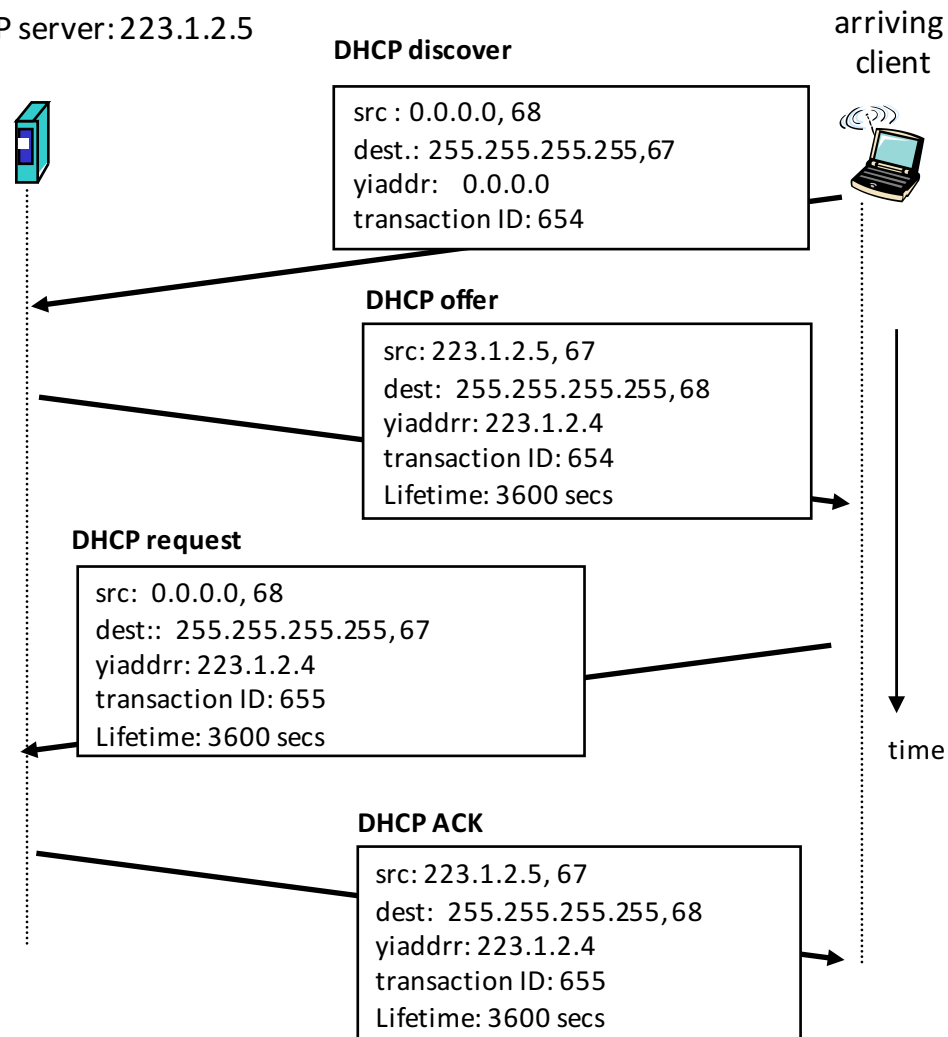 P server: 223.1.2.5
arriving
client
DHCP discover
src : 0.0.0.0, 68
dest.: 255.255.255.255,67
yiaddr: 0.0.0.0
transaction ID: 654
DHCP offer
src: 223.1.2.5, 67
dest: 255.255.255.255, 68
yiaddrr: 223.1.2.4
transaction ID: 654
Lifetime: 3600 secs
DHCP request
src: 0.0.0.0, 68
dest:: 255.255.255.255, 67
yiaddrr: 223.1.2.4
transaction ID: 655
Lifetime: 3600 secs
time
DHCP ACK
src: 223.1.2.5, 67
dest: 255.255.255.255, 68
yiaddrr: 223.1.2.4
transaction ID: 655
Lifetime: 3600 secs